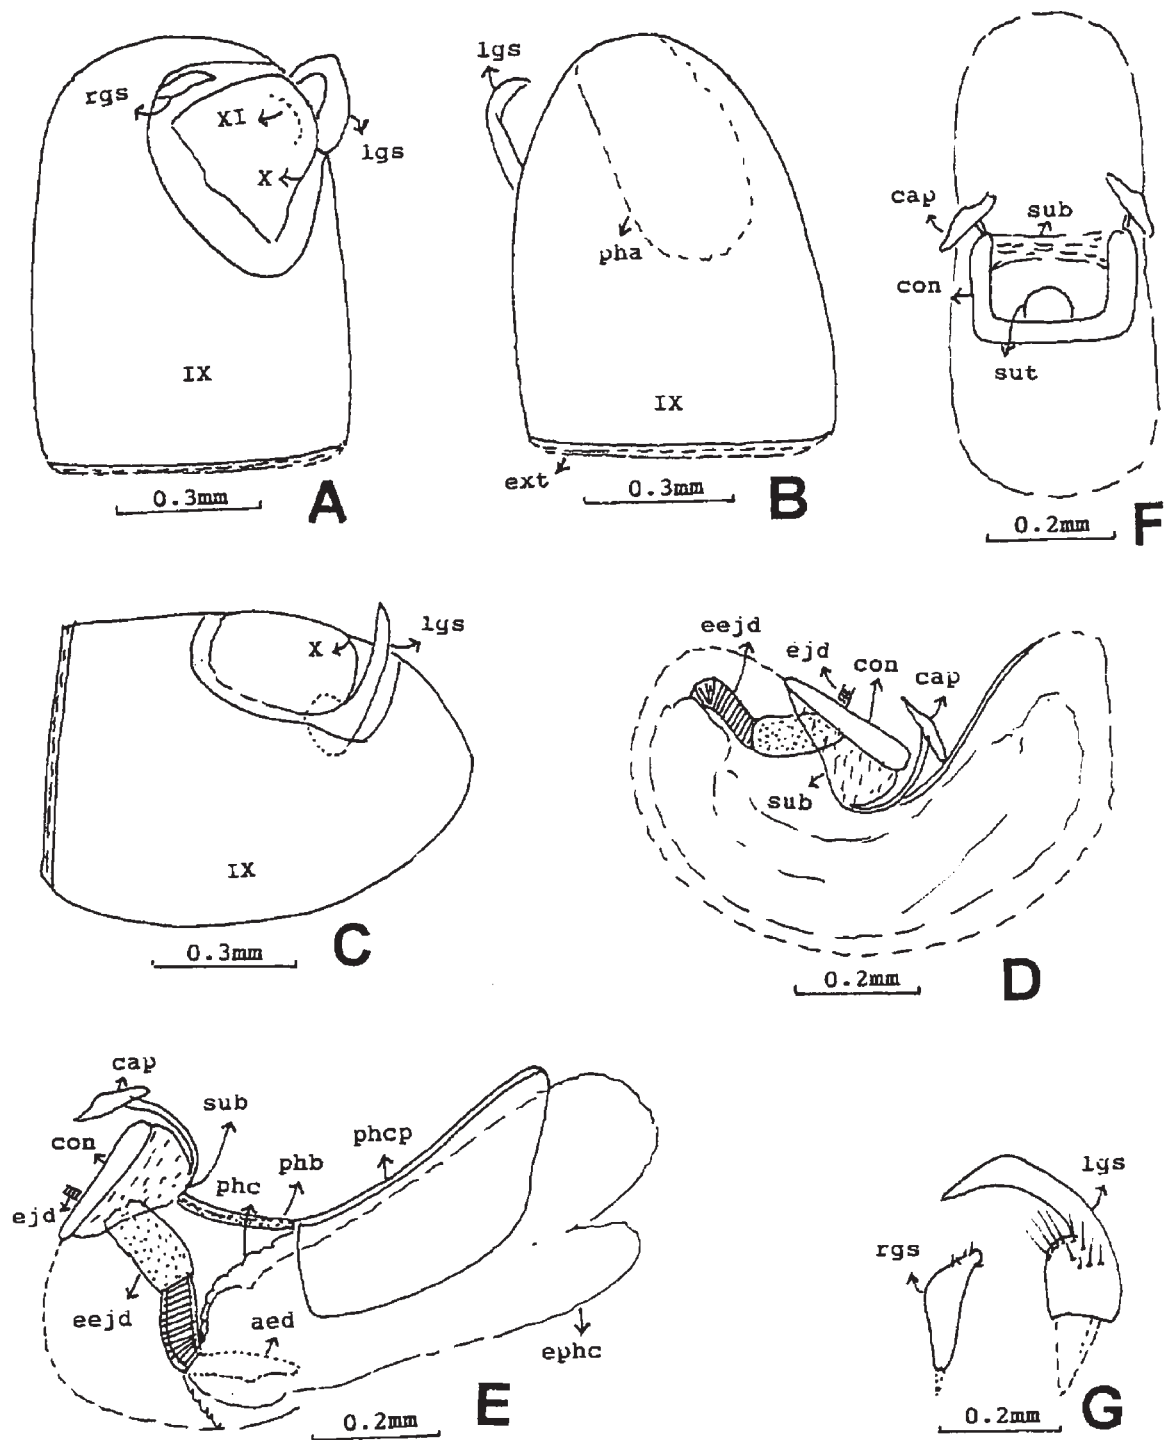 rgs
XI
X
lgs
IX
0.3mm
A
lgs
pha
IX
ext
0.3mm
B
cap
sub
con
sut
0.2mm
F
X
lgs
IX
0.3mm
C
eejd
ejd
con
cap
sub
0.2mm
D
cap
sub
con
phcp
phb
phc
ejd
eejd
aed
ephc
0.2mm
E
lgs
rgs
0.2mm
G